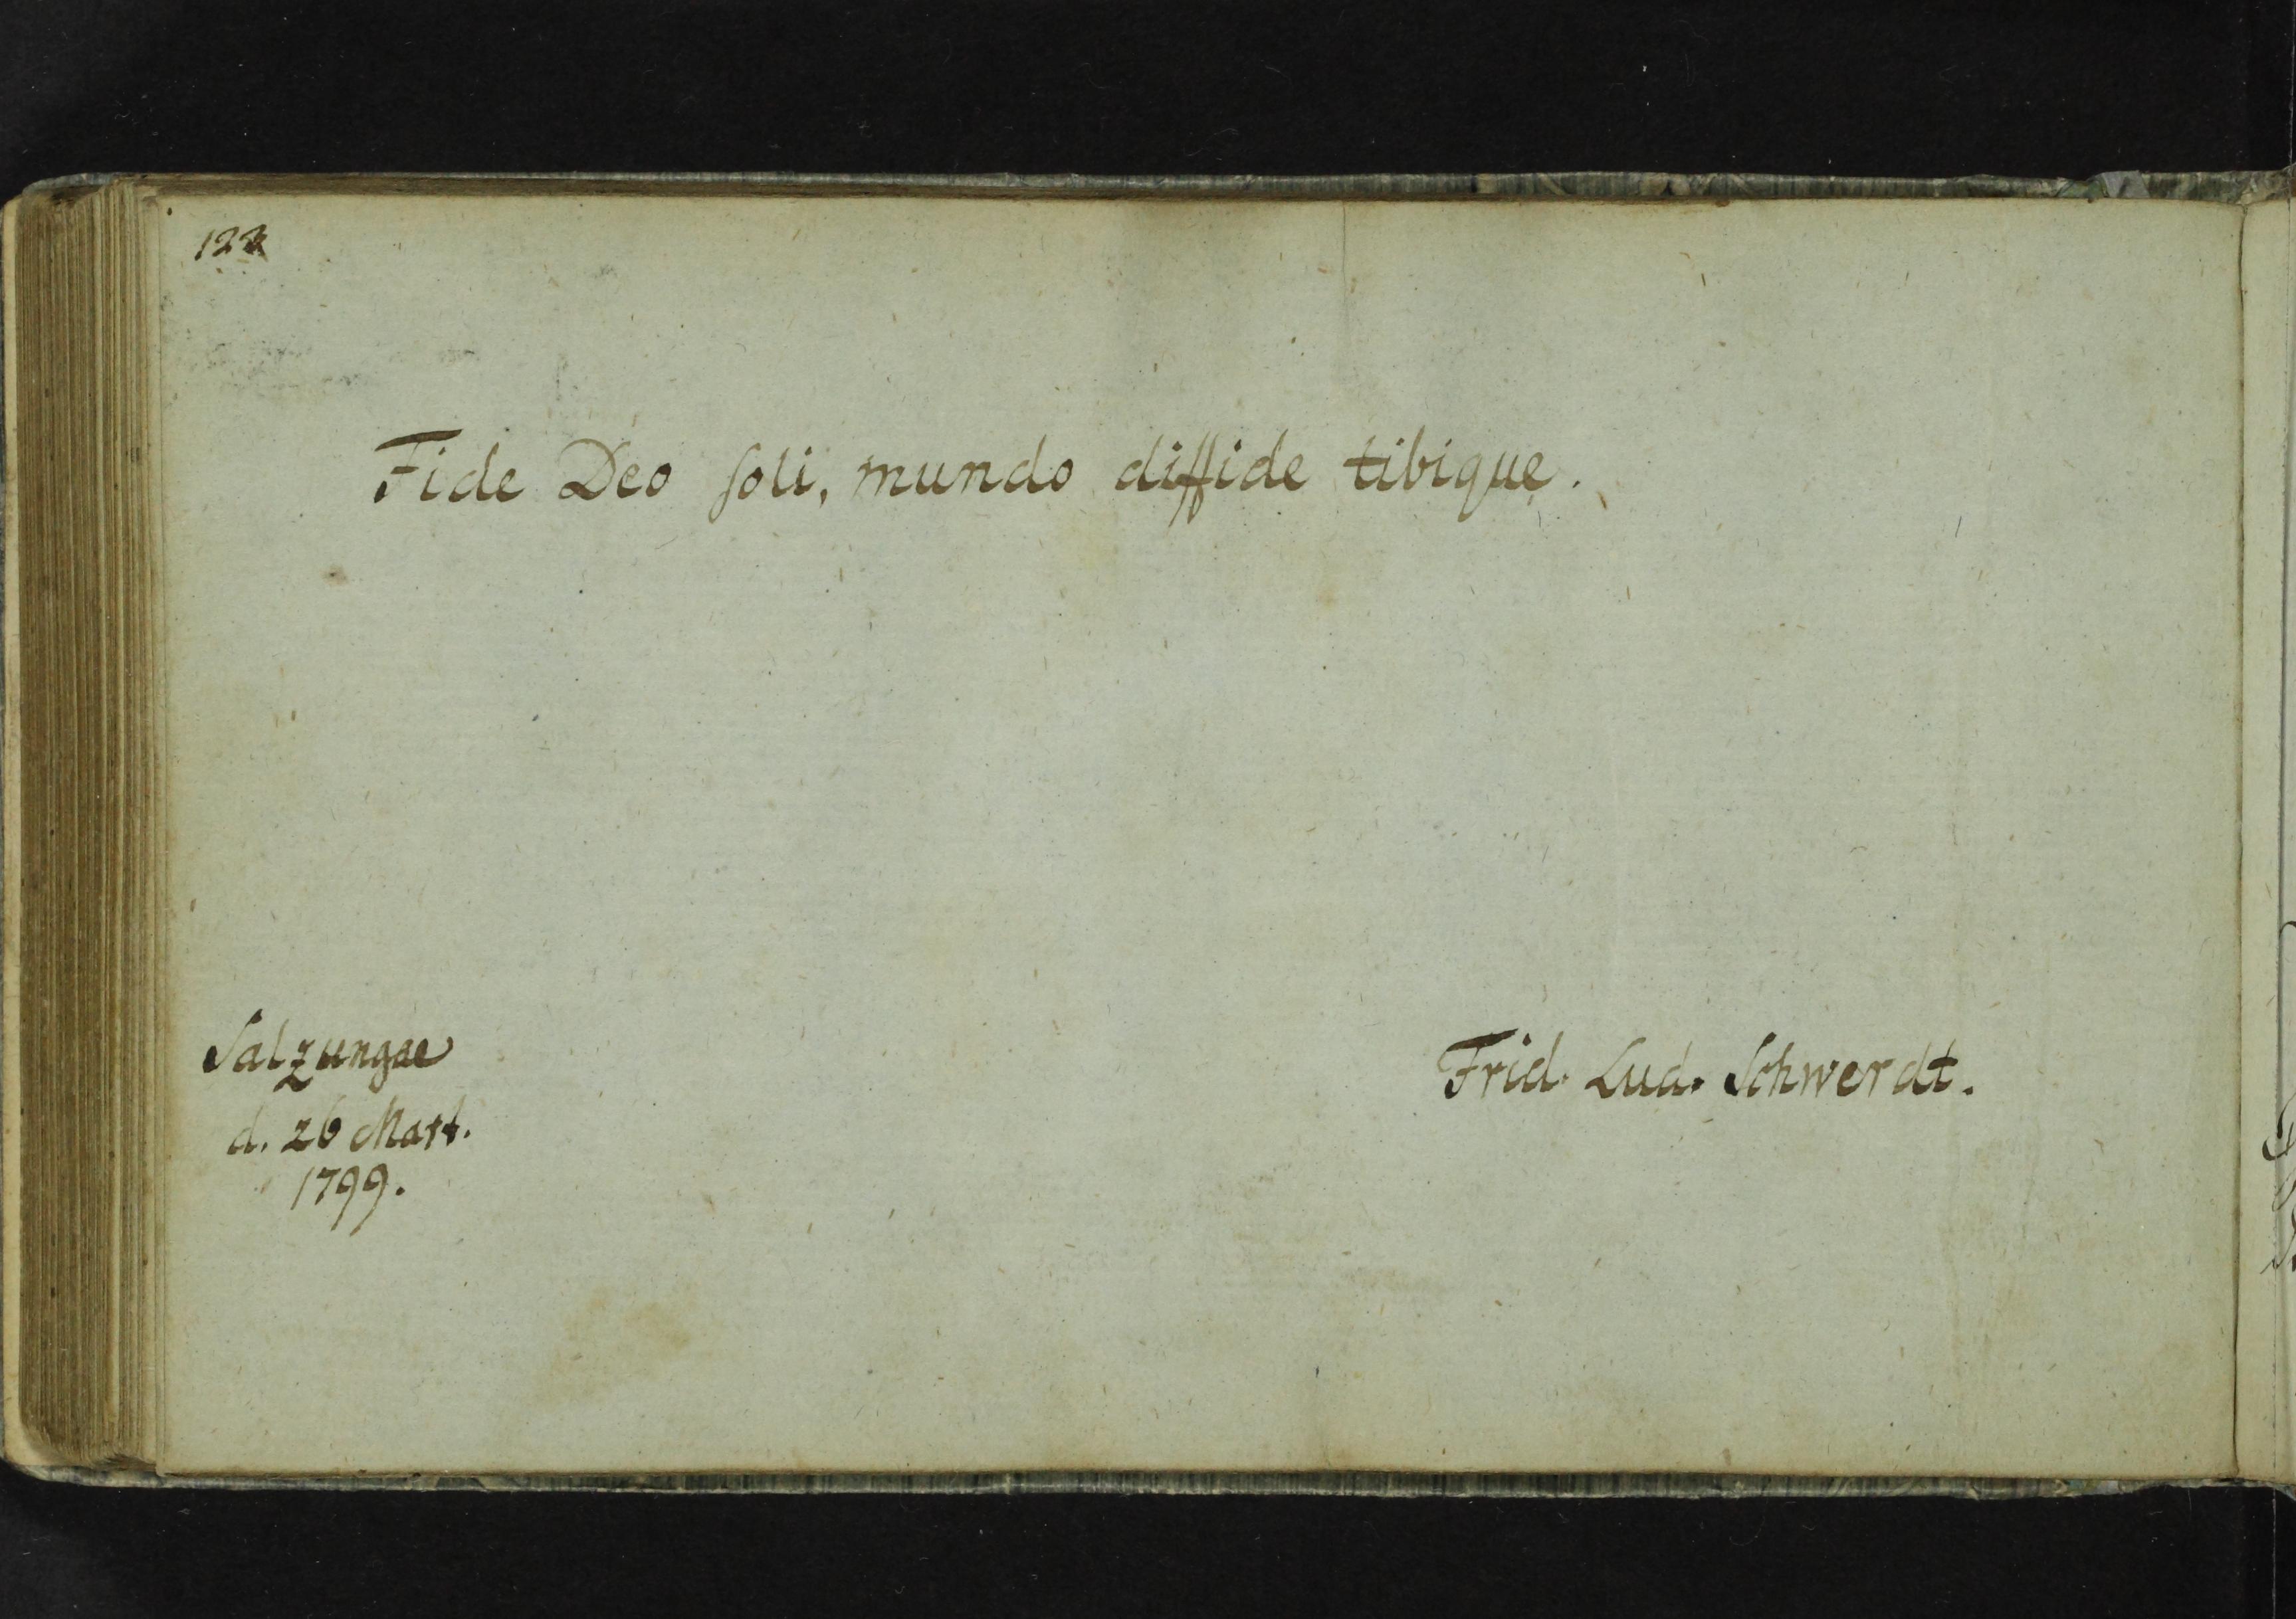 Fide Deo soli, mundo diffide tibique.
Salzungae
d. 26 Mart.
1799.
Frid. Lud. Schwerdt.